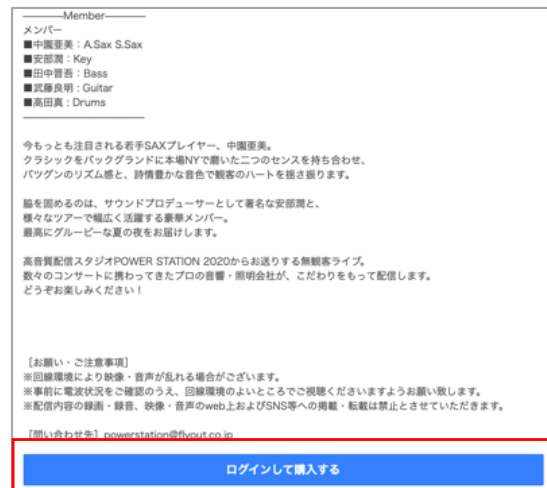 ————Member————
メンバー
■中園亜美：A.Sax S.Sax
■安部潤：Key
■田中晋吾：Bass
■武藤良明：Guitar
■高田真：Drums
————————————
今もっとも注目される若手SAXプレイヤー、中園亜美。
クラシックをバックグランドに本場NYで磨いた二つのセンスを持ち合わせ、
バツグンのリズム感と、詩情豊かな音色で観客のハートを揺さ振ります。
脇を固めるのは、サウンドプロデューサーとして著名な安部潤と、
様々なツアーで幅広く活躍する豪華メンバー。
最高にグルービーな夏の夜をお届けします。
高音質配信スタジオPOWER STATION 2020からお送りする無観客ライブ。
数々のコンサートに携わってきたプロの音響・照明会社が、こだわりをもって配信します。
どうぞお楽しみください！
［お願い・ご注意事項］
※回線環境により映像・音声が乱れる場合がございます。
※事前に電波状況をご確認のうえ、回線環境のよいところでご視聴くださいますようお願い致します。
※配信内容の録画・録音、映像・音声のweb上およびSNS等への掲載・転載は禁止とさせていただきます。
［問い合わせ先］powerstation@flyout.co.jp
ログインして購入する